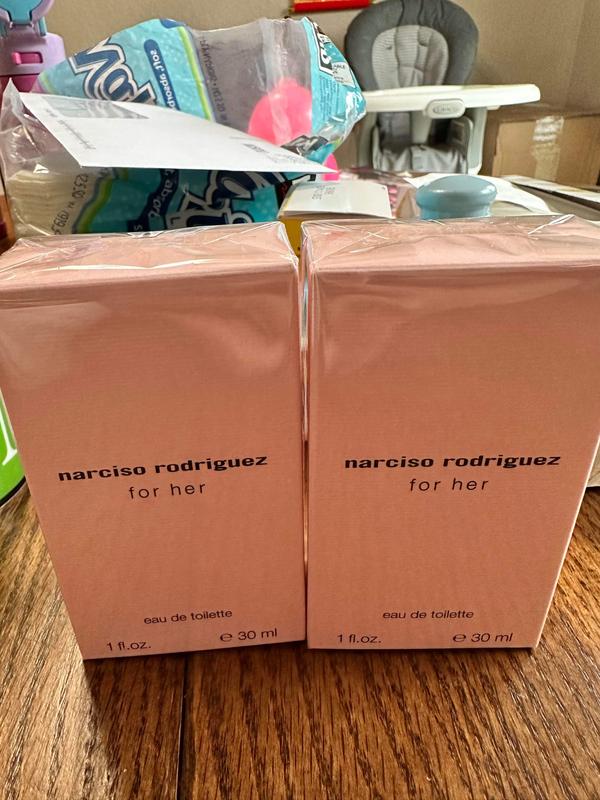 narciso rodriguez
for her
eau de toilette
1 fl.oz.
e 30 ml
narciso rodriguez
for her
eau de toilette
1 fl.oz.
e 30 ml